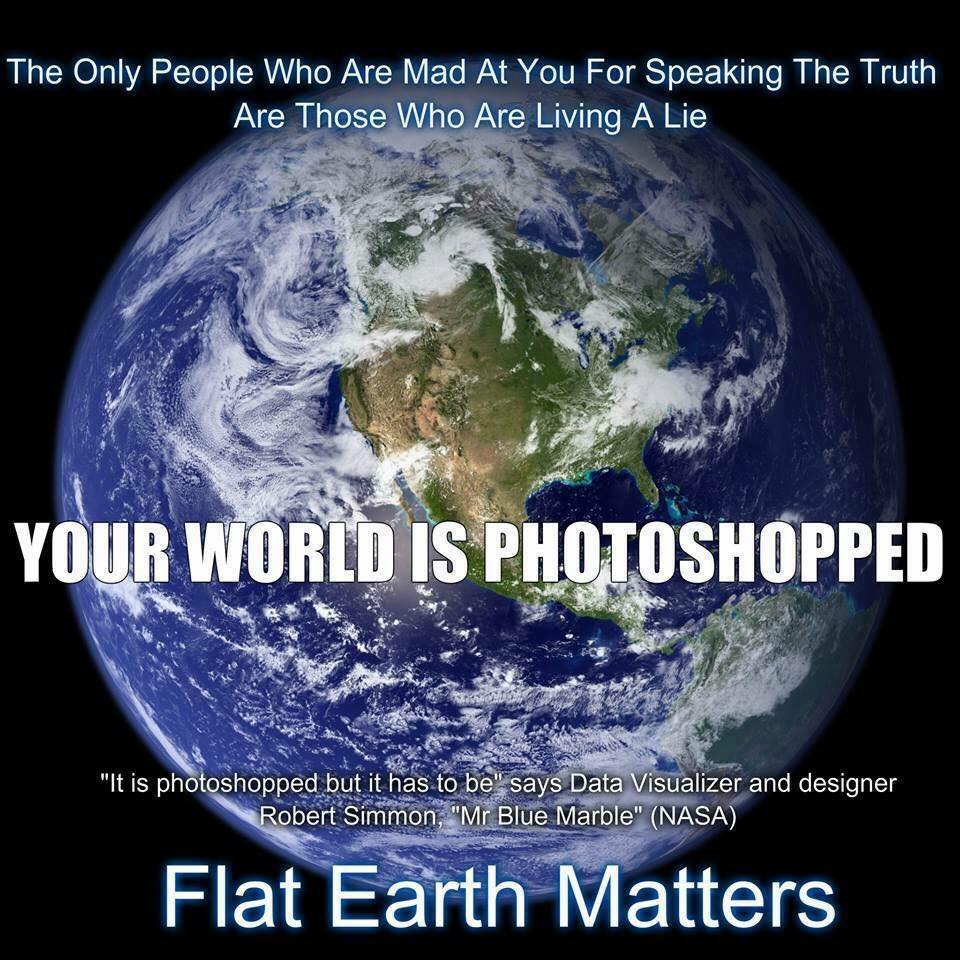 The Only People Who Are Mad At You For Speaking The Truth
Are Those Who Are Living A Lie
YOUR WORLD IS PHOTOSHOPPED
"It is photoshopped but it has to be" says Data Visualizer and designer
Robert Simmon, "Mr Blue Marble" (NASA)
Flat Earth Matters